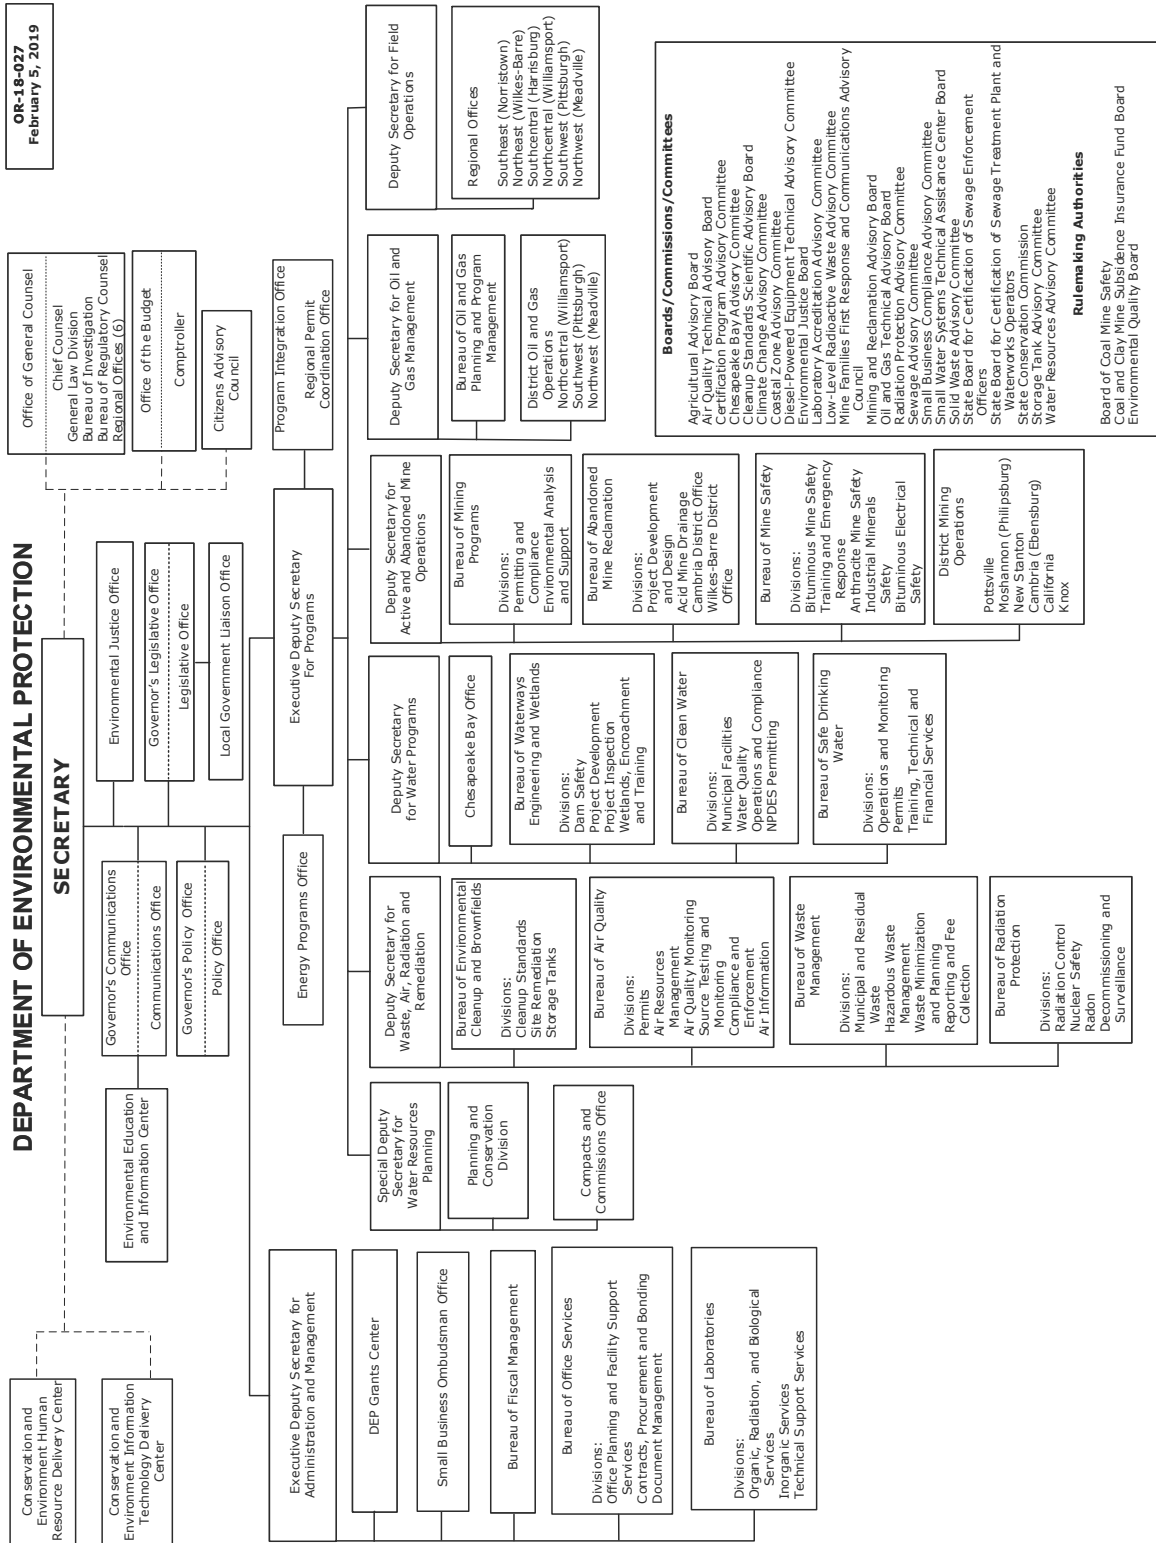 OR-18-027
February 5, 2019
DEPARTMENT OF ENVIRONMENTAL PROTECTION
SECRETARY
Conservation and
Environment Human
Resource Delivery Center
Conservation and
Environment Information
Technology Delivery
Center
Office of General Counsel
Chief Counsel
General Law Division
Bureau of Investigation
Bureau of Regulatory Counsel
Regional Offices (6)
Office of the Budget
Comptroller
Citizens Advisory
Council
Environmental Education
and Information Center
Governor's Communications
Office
Communications Office
Governor's Policy Office
Policy Office
Environmental Justice Office
Governor's Legislative Office
Legislative Office
Local Government Liaison Office
Executive Deputy Secretary for
Administration and Management
DEP Grants Center
Small Business Ombudsman Office
Bureau of Fiscal Management
Bureau of Office Services
Divisions:
Office Planning and Facility Support
Services
Contracts, Procurement and Bonding
Document Management
Bureau of Laboratories
Divisions:
Organic, Radiation, and Biological
Services
Inorganic Services
Technical Support Services
Energy Programs Office
Executive Deputy Secretary
For Programs
Program Integration Office
Regional Permit
Coordination Office
Special Deputy
Secretary for
Water Resources
Planning
Planning and
Conservation
Division
Compacts and
Commissions Office
Deputy Secretary for
Waste, Air, Radiation and
Remediation
Bureau of Environmental
Cleanup and Brownfields
Divisions:
Cleanup Standards
Site Remediation
Storage Tanks
Bureau of Air Quality
Divisions:
Permits
Air Resources
Management
Air Quality Monitoring
Source Testing and
Monitoring
Compliance and
Enforcement
Air Information
Bureau of Waste
Management
Divisions:
Municipal and Residual
Waste
Hazardous Waste
Management
Waste Minimization
and Planning
Reporting and Fee
Collection
Bureau of Radiation
Protection
Divisions:
Radiation Control
Nuclear Safety
Radon
Decommissioning and
Surveillance
Deputy Secretary
for Water Programs
Chesapeake Bay Office
Bureau of Waterways
Engineering and Wetlands
Divisions:
Dam Safety
Project Development
Project Inspection
Wetlands, Encroachment
and Training
Bureau of Clean Water
Divisions:
Municipal Facilities
Water Quality
Operations and Compliance
NPDES Permitting
Bureau of Safe Drinking
Water
Divisions:
Operations and Monitoring
Permits
Training, Technical and
Financial Services
Deputy Secretary for
Active and Abandoned Mine
Operations
Bureau of Mining
Programs
Divisions:
Permitting and
Compliance
Environmental Analysis
and Support
Bureau of Abandoned
Mine Reclamation
Divisions:
Project Development
and Design
Acid Mine Drainage
Cambria District Office
Wilkes-Barre District
Office
Bureau of Mine Safety
Divisions:
Bituminous Mine Safety
Training and Emergency
Response
Anthracite Mine Safety
Industrial Minerals
Safety
Bituminous Electrical
Safety
District Mining
Operations
Pottsville
Moshannon (Philipsburg)
New Stanton
Cambria (Ebensburg)
California
Knox
Deputy Secretary for Oil and
Gas Management
Bureau of Oil and Gas
Planning and Program
Management
District Oil and Gas
Operations
Northcentral (Williamsport)
Southwest (Pittsburgh)
Northwest (Meadville)
Deputy Secretary for Field
Operations
Regional Offices
Southeast (Norristown)
Northeast (Wilkes-Barre)
Southcentral (Harrisburg)
Northcentral (Williamsport)
Southwest (Pittsburgh)
Northwest (Meadville)
Boards/Commissions/Committees
Agricultural Advisory Board
Air Quality Technical Advisory Board
Certification Program Advisory Committee
Chesapeake Bay Advisory Committee
Cleanup Standards Scientific Advisory Board
Climate Change Advisory Committee
Coastal Zone Advisory Committee
Diesel-Powered Equipment Technical Advisory Committee
Environmental Justice Board
Laboratory Accreditation Advisory Committee
Low-Level Radioactive Waste Advisory Committee
Mine Families First Response and Communications Advisory
Council
Mining and Reclamation Advisory Board
Oil and Gas Technical Advisory Board
Radiation Protection Advisory Committee
Sewage Advisory Committee
Small Business Compliance Advisory Committee
Small Water Systems Technical Assistance Center Board
Solid Waste Advisory Committee
State Board for Certification of Sewage Enforcement
Officers
State Board for Certification of Sewage Treatment Plant and
Waterworks Operators
State Conservation Commission
Storage Tank Advisory Committee
Water Resources Advisory Committee
Rulemaking Authorities
Board of Coal Mine Safety
Coal and Clay Mine Subsidence Insurance Fund Board
Environmental Quality Board